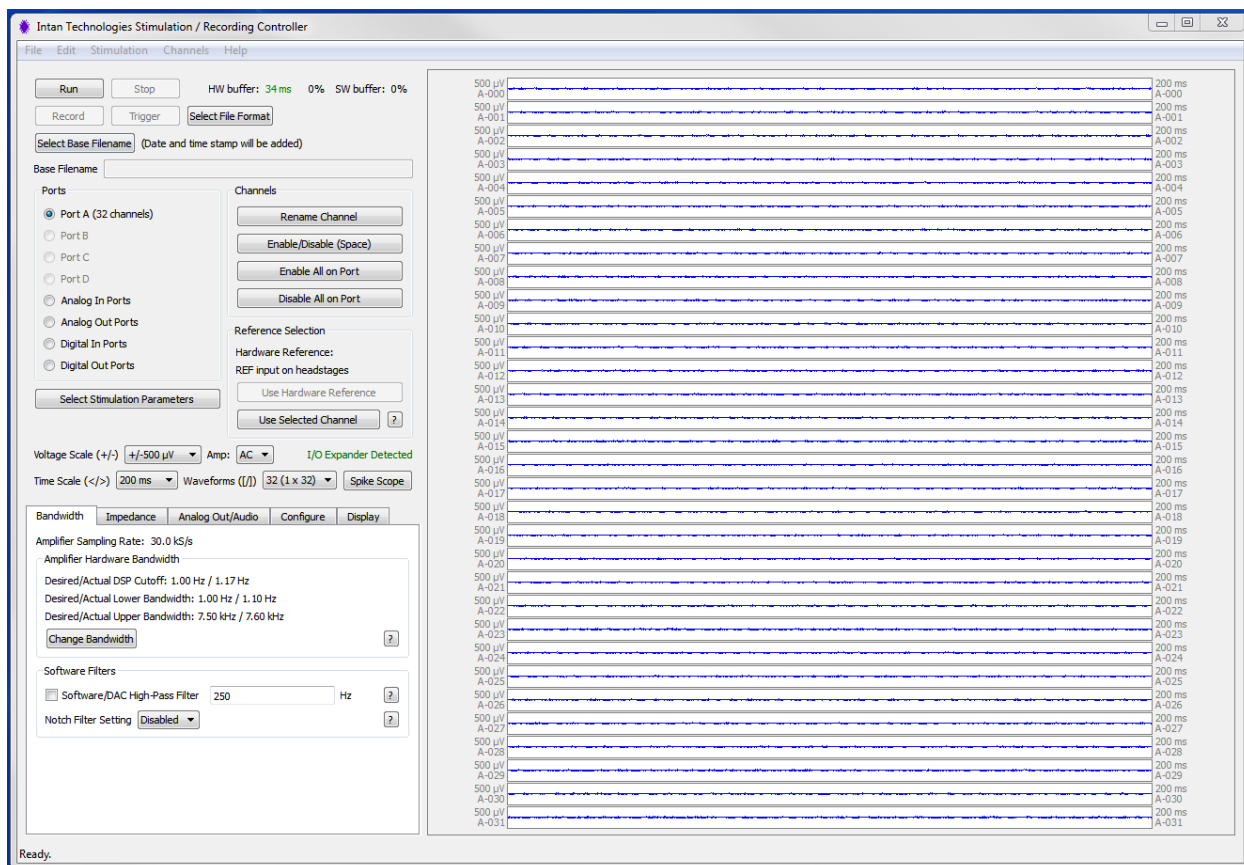 Intan Technologies Stimulation / Recording Controller
File Edit Stimulation Channels Help
Run Stop HW buffer: 34 ms 0% SW buffer: 0%
Record Trigger Select File Format
Select Base Filename (Date and time stamp will be added)
Base Filename
Ports
Port A (32 channels)
Port B
Port C
Port D
Analog In Ports
Analog Out Ports
Digital In Ports
Digital Out Ports
Select Stimulation Parameters
Channels
Rename Channel
Enable/Disable (Space)
Enable All on Port
Disable All on Port
Reference Selection
Hardware Reference:
REF input on headstages
Use Hardware Reference
Use Selected Channel ?
Voltage Scale (+/-) +/-500 µV Amp: AC I/O Expander Detected
Time Scale (</>) 200 ms Waveforms ([/]) 32 (1 x 32) Spike Scope
Bandwidth Impedance Analog Out/Audio Configure Display
Amplifier Sampling Rate: 30.0 kS/s
Amplifier Hardware Bandwidth
Desired/Actual DSP Cutoff: 1.00 Hz / 1.17 Hz
Desired/Actual Lower Bandwidth: 1.00 Hz / 1.10 Hz
Desired/Actual Upper Bandwidth: 7.50 kHz / 7.60 kHz
Change Bandwidth ?
Software Filters
Software/DAC High-Pass Filter 250 Hz ?
Notch Filter Setting Disabled ?
500 µV 200 ms
A-000 A-000
500 µV 200 ms
A-001 A-001
500 µV 200 ms
A-002 A-002
500 µV 200 ms
A-003 A-003
500 µV 200 ms
A-004 A-004
500 µV 200 ms
A-005 A-005
500 µV 200 ms
A-006 A-006
500 µV 200 ms
A-007 A-007
500 µV 200 ms
A-008 A-008
500 µV 200 ms
A-009 A-009
500 µV 200 ms
A-010 A-010
500 µV 200 ms
A-011 A-011
500 µV 200 ms
A-012 A-012
500 µV 200 ms
A-013 A-013
500 µV 200 ms
A-014 A-014
500 µV 200 ms
A-015 A-015
500 µV 200 ms
A-016 A-016
500 µV 200 ms
A-017 A-017
500 µV 200 ms
A-018 A-018
500 µV 200 ms
A-019 A-019
500 µV 200 ms
A-020 A-020
500 µV 200 ms
A-021 A-021
500 µV 200 ms
A-022 A-022
500 µV 200 ms
A-023 A-023
500 µV 200 ms
A-024 A-024
500 µV 200 ms
A-025 A-025
500 µV 200 ms
A-026 A-026
500 µV 200 ms
A-027 A-027
500 µV 200 ms
A-028 A-028
500 µV 200 ms
A-029 A-029
500 µV 200 ms
A-030 A-030
500 µV 200 ms
A-031 A-031
Ready.